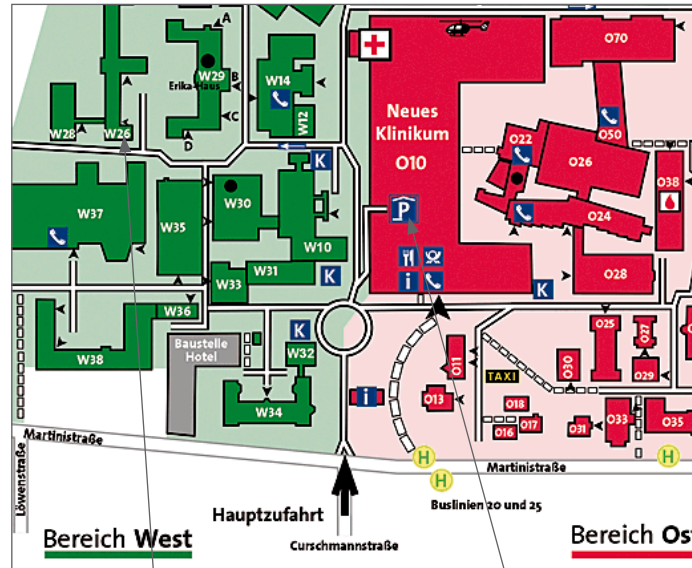 A
O70
W29
B
W14
Erika-Haus
Neues
Klinikum
O10
W28
W26
C
D
W12
O22
O50
K
O26
O38
W37
W30
W35
P
O24
W10
W31
W33
K
i
K
O28
W36
Baustelle
Hotel
K
W32
O25
O27
O11
O30
O29
W38
TAXI
i
O13
W34
O18
O16
O17
O31
O33
O35
Martinistraße
H
H
H
Martinistraße
Löwenstraße
Buslinien 20 und 25
Hauptzufahrt
Curschmannstraße
Bereich West
Bereich Os